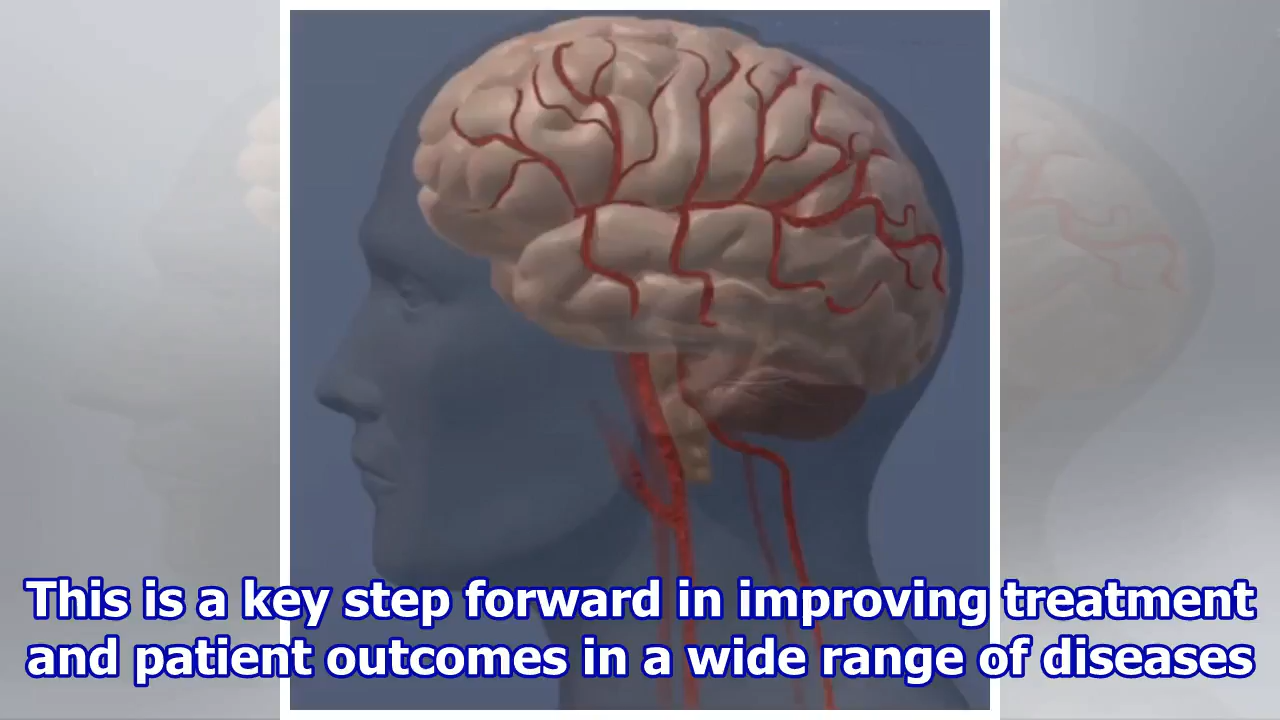 This is a key step forward in improving treatment
and patient outcomes in a wide range of diseases